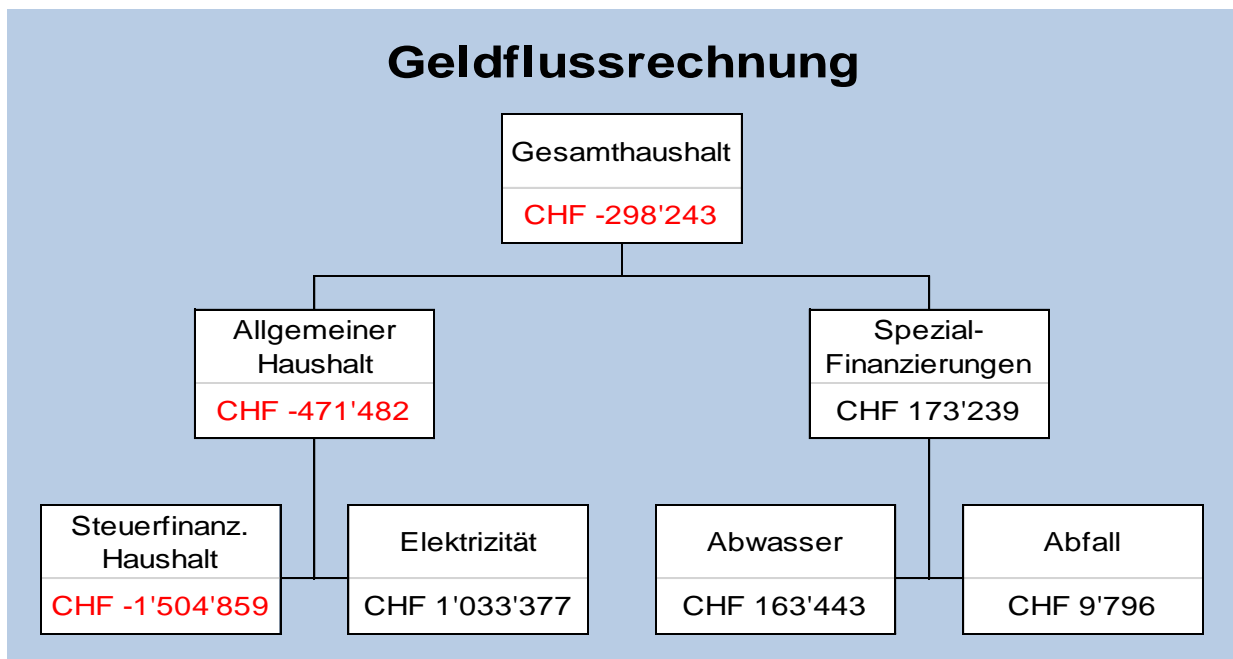 Geldflussrechnung
Gesamthaushalt
CHF -298'243
Allgemeiner
Haushalt
CHF -471'482
Spezial-
Finanzierungen
CHF 173'239
Steuerfinanz.
Haushalt
CHF -1'504'859
Elektrizität
CHF 1'033'377
Abwasser
CHF 163'443
Abfall
CHF 9'796